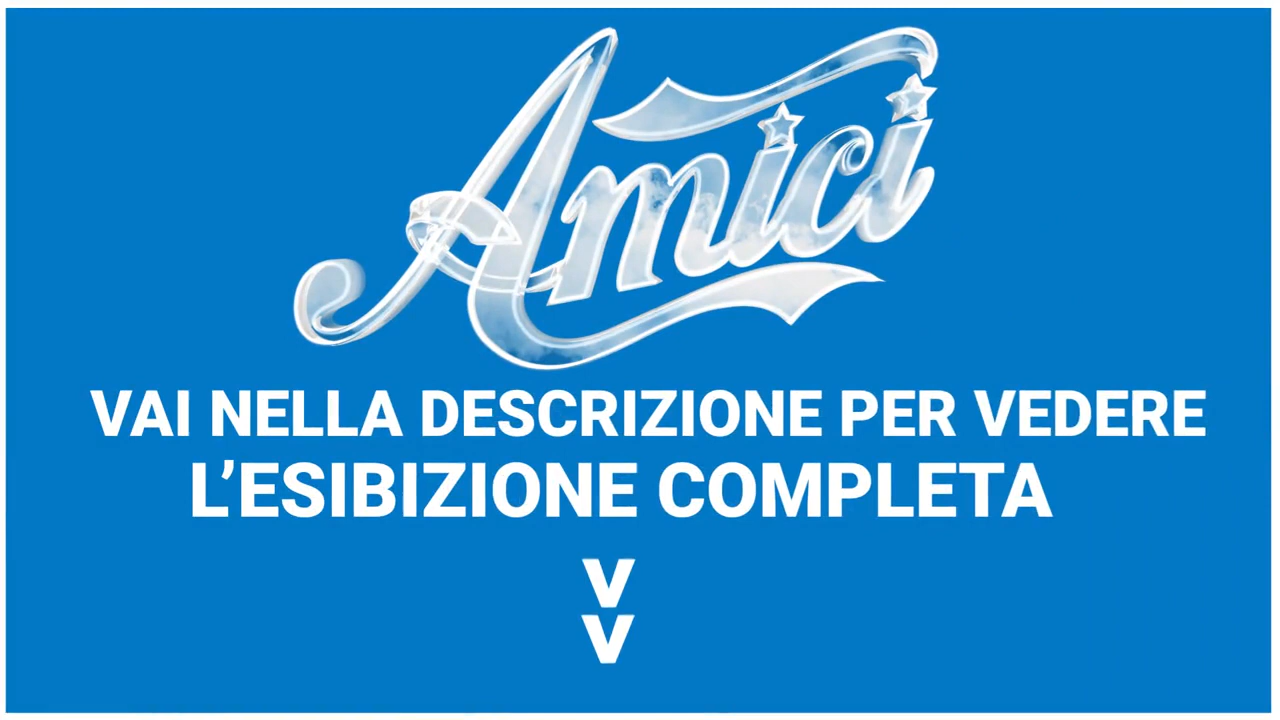 Amici
VAI NELLA DESCRIZIONE PER VEDERE
L’ESIBIZIONE COMPLETA
V
V